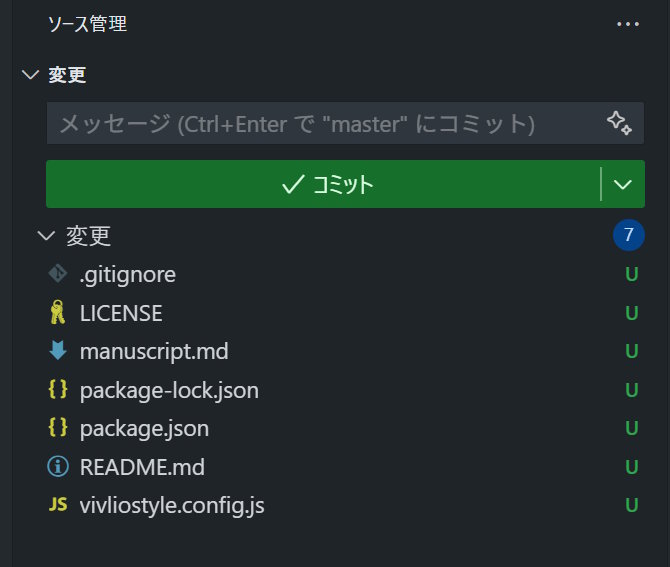 ソース管理 ···
変更
メッセージ (Ctrl+Enter で "master" にコミット)
コミット
変更 7
.gitignore U
LICENSE U
manuscript.md U
{} package-lock.json U
{} package.json U
README.md U
JS vivliostyle.config.js U